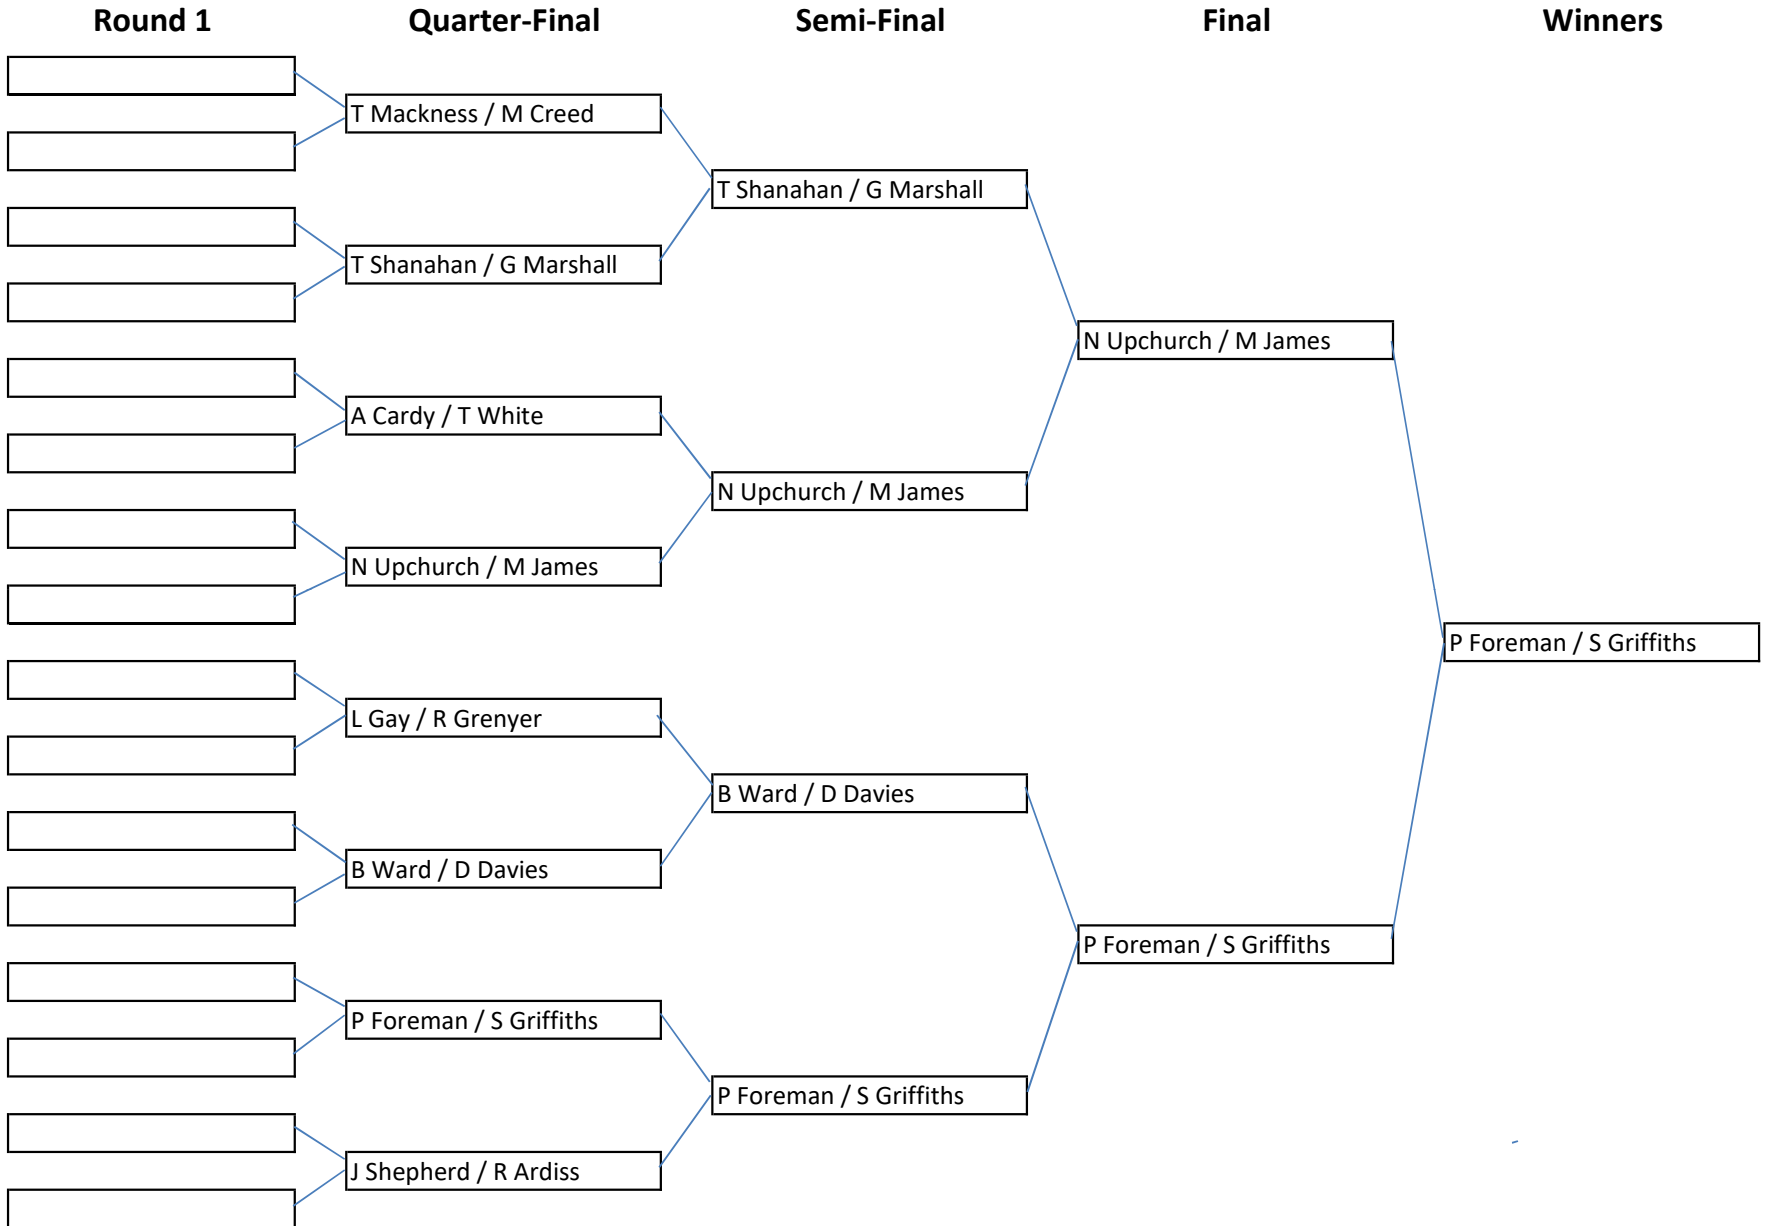 Round 1
Quarter-Final
Semi-Final
Final
Winners
T Mackness / M Creed
T Shanahan / G Marshall
T Shanahan / G Marshall
N Upchurch / M James
A Cardy / T White
N Upchurch / M James
N Upchurch / M James
P Foreman / S Griffiths
L Gay / R Grenyer
B Ward / D Davies
B Ward / D Davies
P Foreman / S Griffiths
P Foreman / S Griffiths
P Foreman / S Griffiths
J Shepherd / R Ardiss